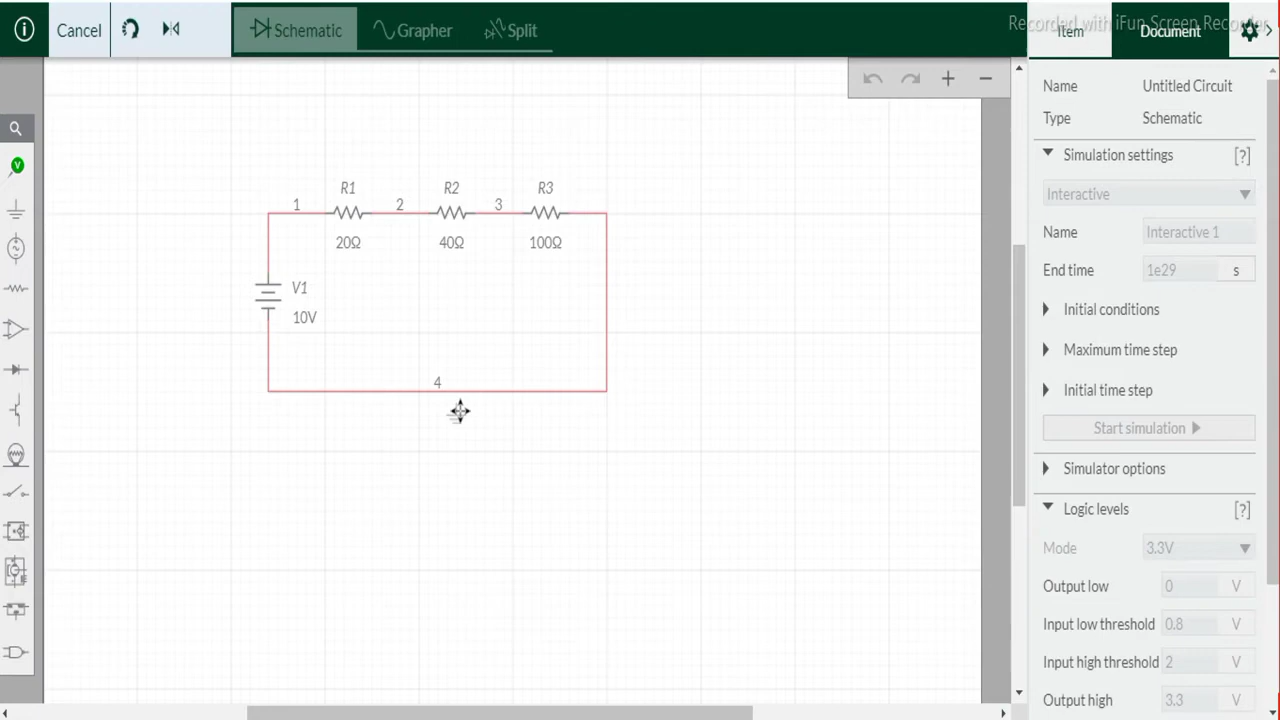 Cancel
Schematic
Grapher
Split
Recorded with iFun Screen Recorder
Item
Document
Name Untitled Circuit
Type Schematic
Simulation settings [?]
Interactive
Name Interactive 1
End time 1e29 s
Initial conditions
Maximum time step
Initial time step
Start simulation
Simulator options
Logic levels [?]
Mode 3.3V
Output low 0 V
Input low threshold 0.8 V
Input high threshold 2 V
Output high 3.3 V
V
R1 R2 R3
1 2 3
20Ω 40Ω 100Ω
V1
10V
4